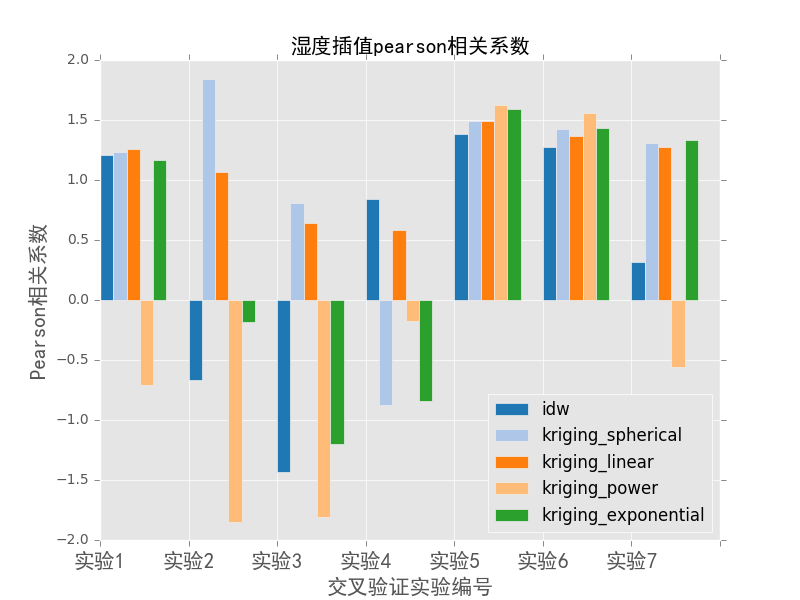 湿度插值pearson相关系数
2.0
1.5
1.0
0.5
0.0
−0.5
−1.0
−1.5
−2.0
Pearson相关系数
idw
kriging_spherical
kriging_linear
kriging_power
kriging_exponential
实验1 实验2 实验3 实验4 实验5 实验6 实验7
交叉验证实验编号